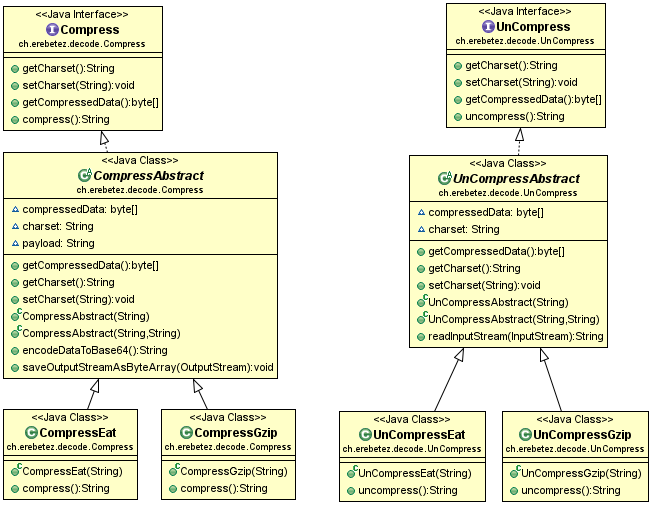 <<Java Interface>>
Compress
ch.erebetez.decode.Compress
getCharset():String
setCharset(String):void
getCompressedData():byte[]
compress():String
<<Java Class>>
CompressAbstract
ch.erebetez.decode.Compress
compressedData: byte[]
charset: String
payload: String
getCompressedData():byte[]
getCharset():String
setCharset(String):void
CompressAbstract(String)
CompressAbstract(String,String)
encodeDataToBase64():String
saveOutputStreamAsByteArray(OutputStream):void
<<Java Class>>
CompressEat
ch.erebetez.decode.Compress
CompressEat(String)
compress():String
<<Java Class>>
CompressGzip
ch.erebetez.decode.Compress
CompressGzip(String)
compress():String
<<Java Interface>>
UnCompress
ch.erebetez.decode.UnCompress
getCharset():String
setCharset(String):void
getCompressedData():byte[]
uncompress():String
<<Java Class>>
UnCompressAbstract
ch.erebetez.decode.UnCompress
compressedData: byte[]
charset: String
getCompressedData():byte[]
getCharset():String
setCharset(String):void
UnCompressAbstract(String)
UnCompressAbstract(String,String)
readInputStream(InputStream):String
<<Java Class>>
UnCompressEat
ch.erebetez.decode.UnCompress
UnCompressEat(String)
uncompress():String
<<Java Class>>
UnCompressGzip
ch.erebetez.decode.UnCompress
UnCompressGzip(String)
uncompress():String